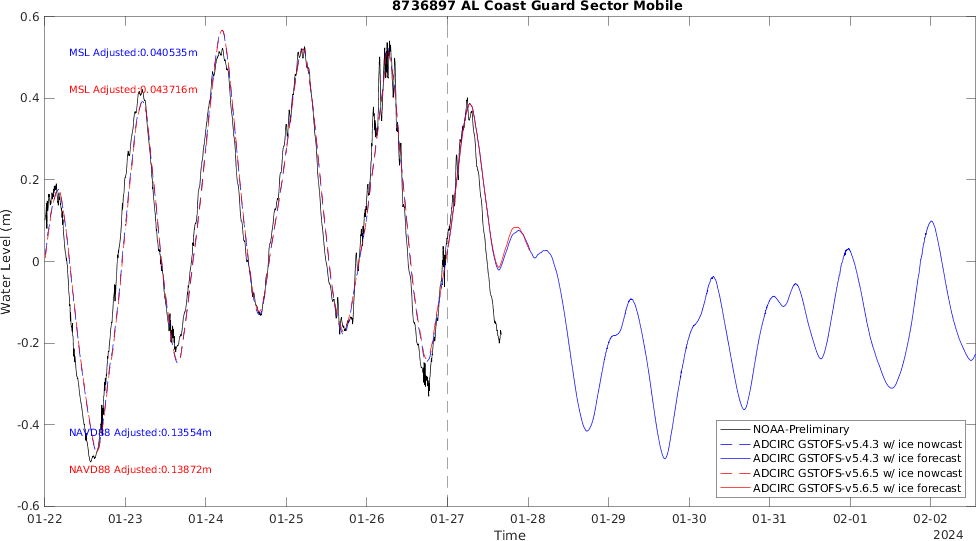 8736897 AL Coast Guard Sector Mobile
0.6
0.4
0.2
0
-0.2
-0.4
-0.6
Water Level (m)
MSL Adjusted:0.040535m
MSL Adjusted:0.043716m
NAVD88 Adjusted:0.13554m
NAVD88 Adjusted:0.13872m
NOAA-Preliminary
ADCIRC GSTOFS-v5.4.3 w/ ice nowcast
ADCIRC GSTOFS-v5.4.3 w/ ice forecast
ADCIRC GSTOFS-v5.6.5 w/ ice nowcast
ADCIRC GSTOFS-v5.6.5 w/ ice forecast
01-22 01-23 01-24 01-25 01-26 01-27 01-28 01-29 01-30 01-31 02-01 02-02
Time
2024